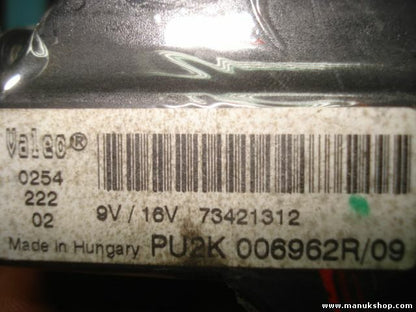 Valeo®
0254
222
02
9V / 16V 73421312
Made in Hungary PU2K 006962R/09
www.manukshop.com